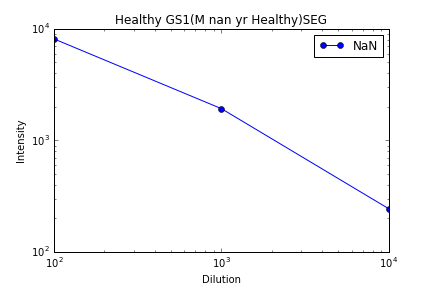 Healthy GS1(M nan yr Healthy)SEG
10^4
NaN
10^3
Intensity
10^2
10^2 10^3 10^4
Dilution